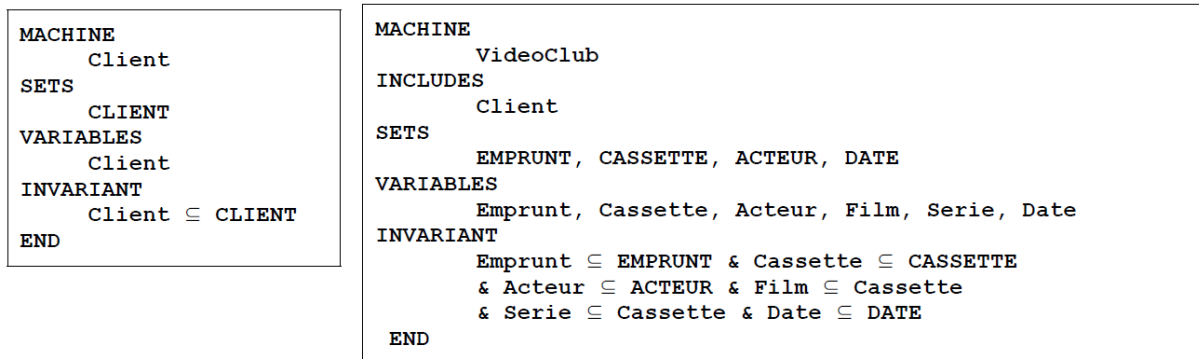 MACHINE
Client
SETS
CLIENT
VARIABLES
Client
INVARIANT
Client ⊆ CLIENT
END
MACHINE
VideoClub
INCLUDES
Client
SETS
EMPRUNT, CASSETTE, ACTEUR, DATE
VARIABLES
Emprunt, Cassette, Acteur, Film, Serie, Date
INVARIANT
Emprunt ⊆ EMPRUNT & Cassette ⊆ CASSETTE
& Acteur ⊆ ACTEUR & Film ⊆ Cassette
& Serie ⊆ Cassette & Date ⊆ DATE
END